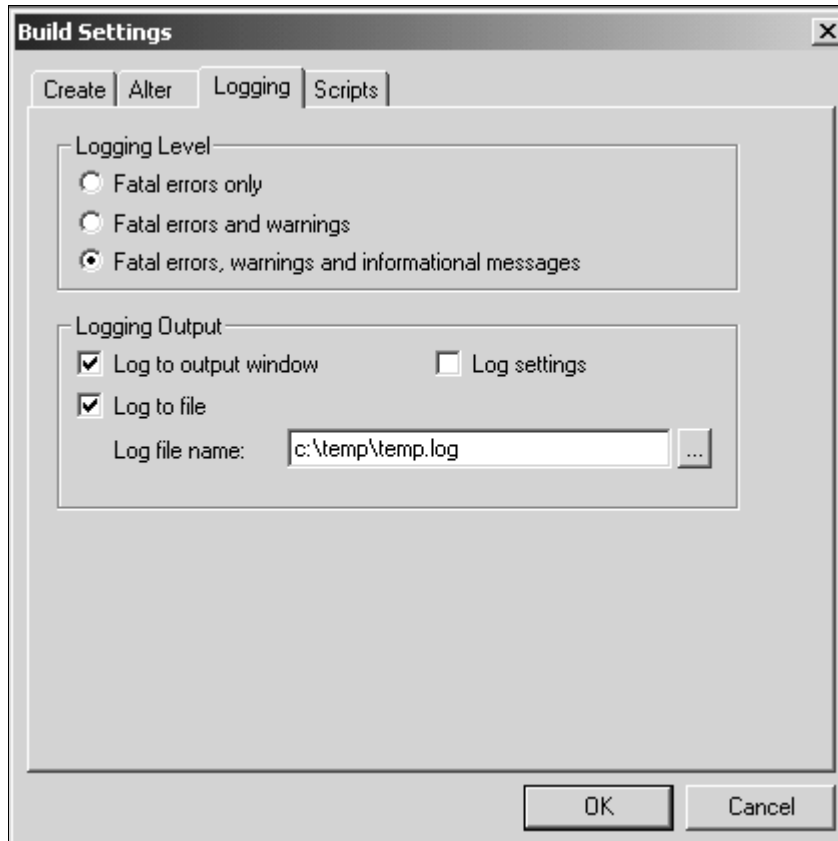 Build Settings
Create Alter Logging Scripts
Logging Level
Fatal errors only
Fatal errors and warnings
Fatal errors, warnings and informational messages
Logging Output
Log to output window Log settings
Log to file
Log file name: c:\temp\temp.log ...
OK Cancel